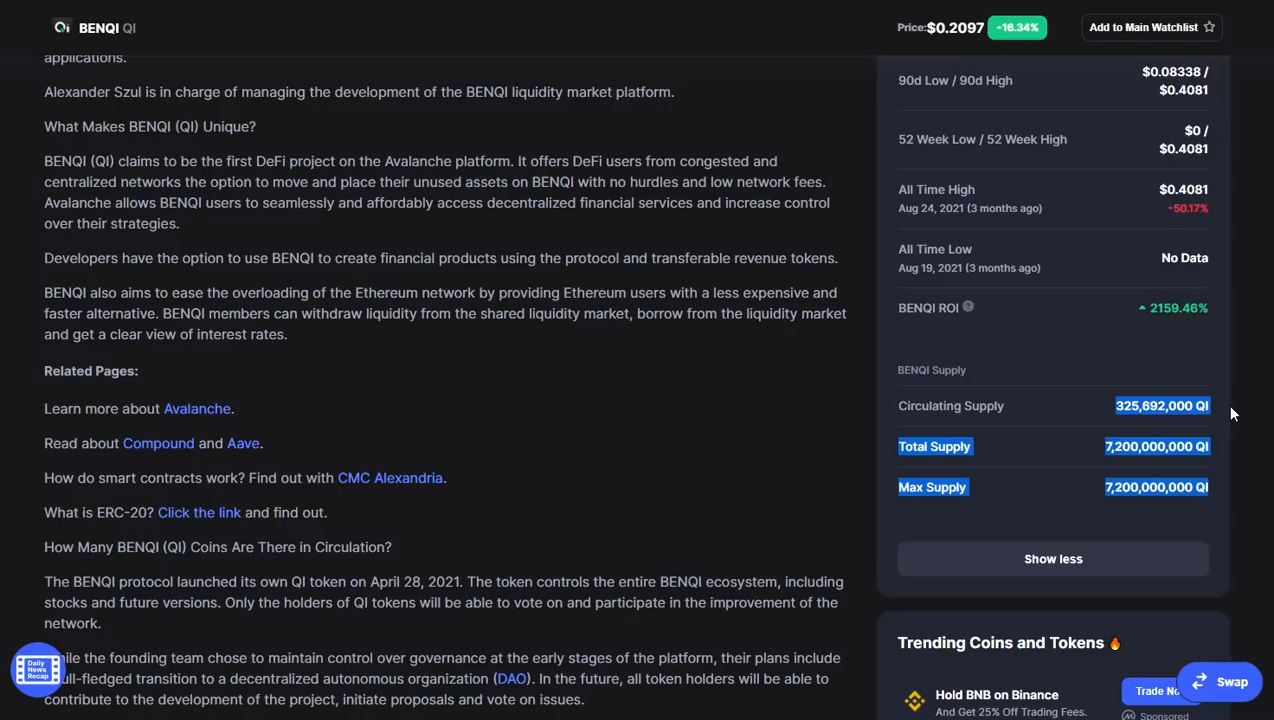 BENQI QI
Price:$0.2097 16.34%
Add to Main Watchlist
applications.
Alexander Szul is in charge of managing the development of the BENQI liquidity market platform.
What Makes BENQI (QI) Unique?
BENQI (QI) claims to be the first DeFi project on the Avalanche platform. It offers DeFi users from congested and
centralized networks the option to move and place their unused assets on BENQI with no hurdles and low network fees.
Avalanche allows BENQI users to seamlessly and affordably access decentralized financial services and increase control
over their strategies.
Developers have the option to use BENQI to create financial products using the protocol and transferable revenue tokens.
BENQI also aims to ease the overloading of the Ethereum network by providing Ethereum users with a less expensive and
faster alternative. BENQI members can withdraw liquidity from the shared liquidity market, borrow from the liquidity market
and get a clear view of interest rates.
Related Pages:
Learn more about Avalanche.
Read about Compound and Aave.
How do smart contracts work? Find out with CMC Alexandria.
What is ERC-20? Click the link and find out.
How Many BENQI (QI) Coins Are There in Circulation?
The BENQI protocol launched its own QI token on April 28, 2021. The token controls the entire BENQI ecosystem, including
stocks and future versions. Only the holders of QI tokens will be able to vote on and participate in the improvement of the
network.
the founding team chose to maintain control over governance at the early stages of the platform, their plans include
transition to a decentralized autonomous organization (DAO). In the future, all token holders will be able to
contribute to the development of the project, initiate proposals and vote on issues.
Daily
News
Recap
90d Low / 90d High
$0.08338 /
$0.4081
52 Week Low / 52 Week High
$0 /
$0.4081
All Time High
$0.4081
Aug 24, 2021 (3 months ago)
-50.17%
All Time Low
Aug 19, 2021 (3 months ago)
No Data
BENQI ROI
2159.46%
BENQI Supply
Circulating Supply
325,692,000 QI
Total Supply
7,200,000,000 QI
Max Supply
7,200,000,000 QI
Show less
Trending Coins and Tokens
Hold BNB on Binance
And Get 25% Off Trading Fees.
Trade
Sponsored
Swap